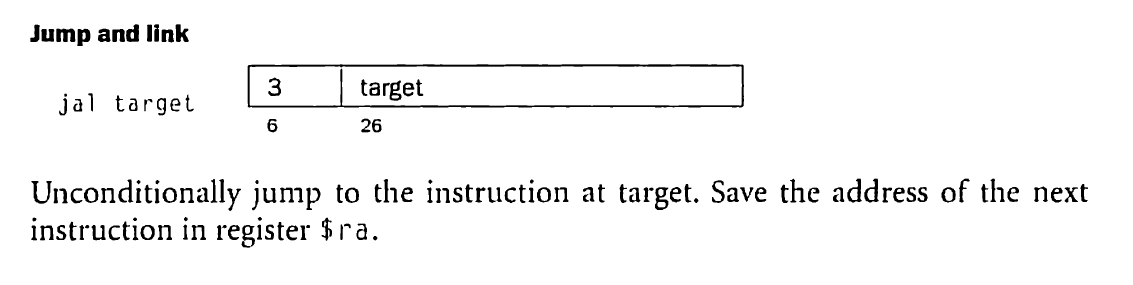 Jump and link
jal target
3 target
6 26
Unconditionally jump to the instruction at target. Save the address of the next
instruction in register $ra.